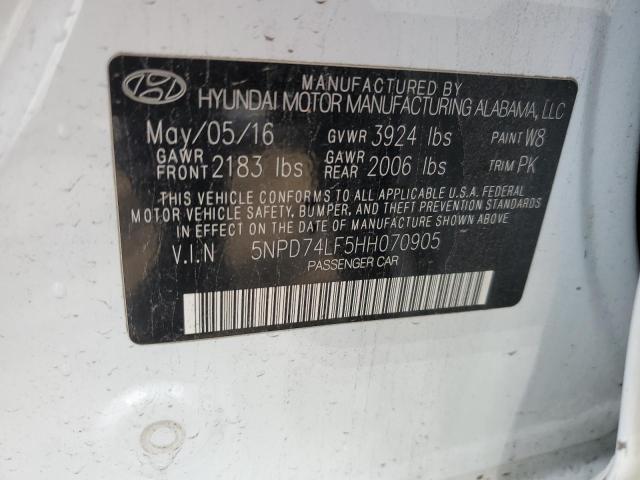 MANUFACTURED BY
HYUNDAI MOTOR MANUFACTURING ALABAMA, LLC
May/05/16 GVWR 3924 lbs PAINT W8
GAWR FRONT 2183 lbs GAWR REAR 2006 lbs TRIM PK
THIS VEHICLE CONFORMS TO ALL APPLICABLE U.S.A. FEDERAL
MOTOR VEHICLE SAFETY, BUMPER, AND THEFT PREVENTION STANDARDS
IN EFFECT ON THE DATE OF MANUFACTURE SHOWN ABOVE.
V.I.N 5NPD74LF5HH070905
PASSENGER CAR